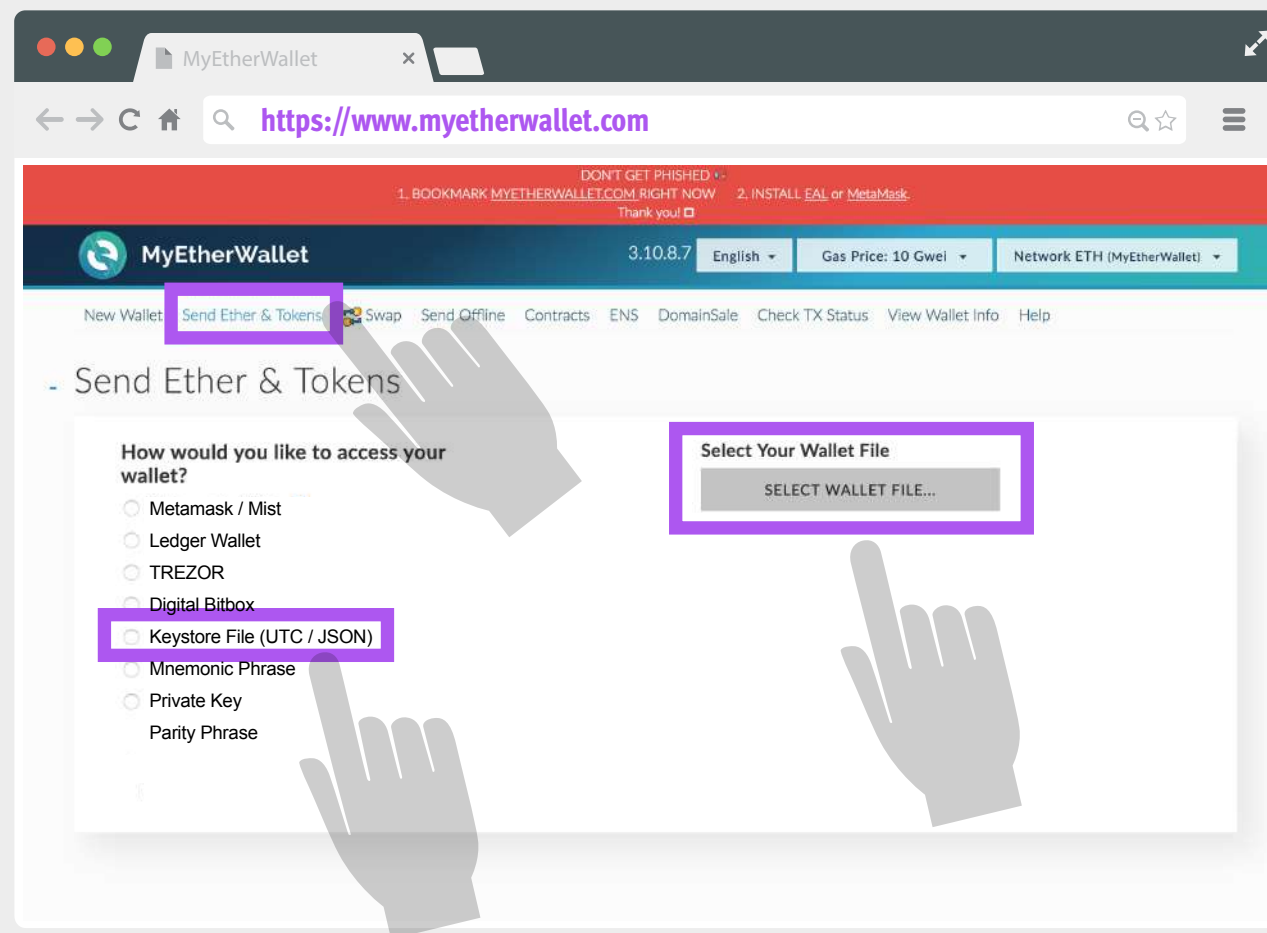 MyEtherWallet
https://www.myetherwallet.com
DON'T GET PHISHED
1. BOOKMARK MYETHERWALLET.COM RIGHT NOW 2. INSTALL EAL or MetaMask.
Thank you!
MyEtherWallet 3.10.8.7 English Gas Price: 10 Gwei Network ETH (MyEtherWallet)
New Wallet Send Ether & Tokens Swap Send Offline Contracts ENS DomainSale Check TX Status View Wallet Info Help
- Send Ether & Tokens
How would you like to access your
wallet?
Metamask / Mist
Ledger Wallet
TREZOR
Digital Bitbox
Keystore File (UTC / JSON)
Mnemonic Phrase
Private Key
Parity Phrase
Select Your Wallet File
SELECT WALLET FILE...